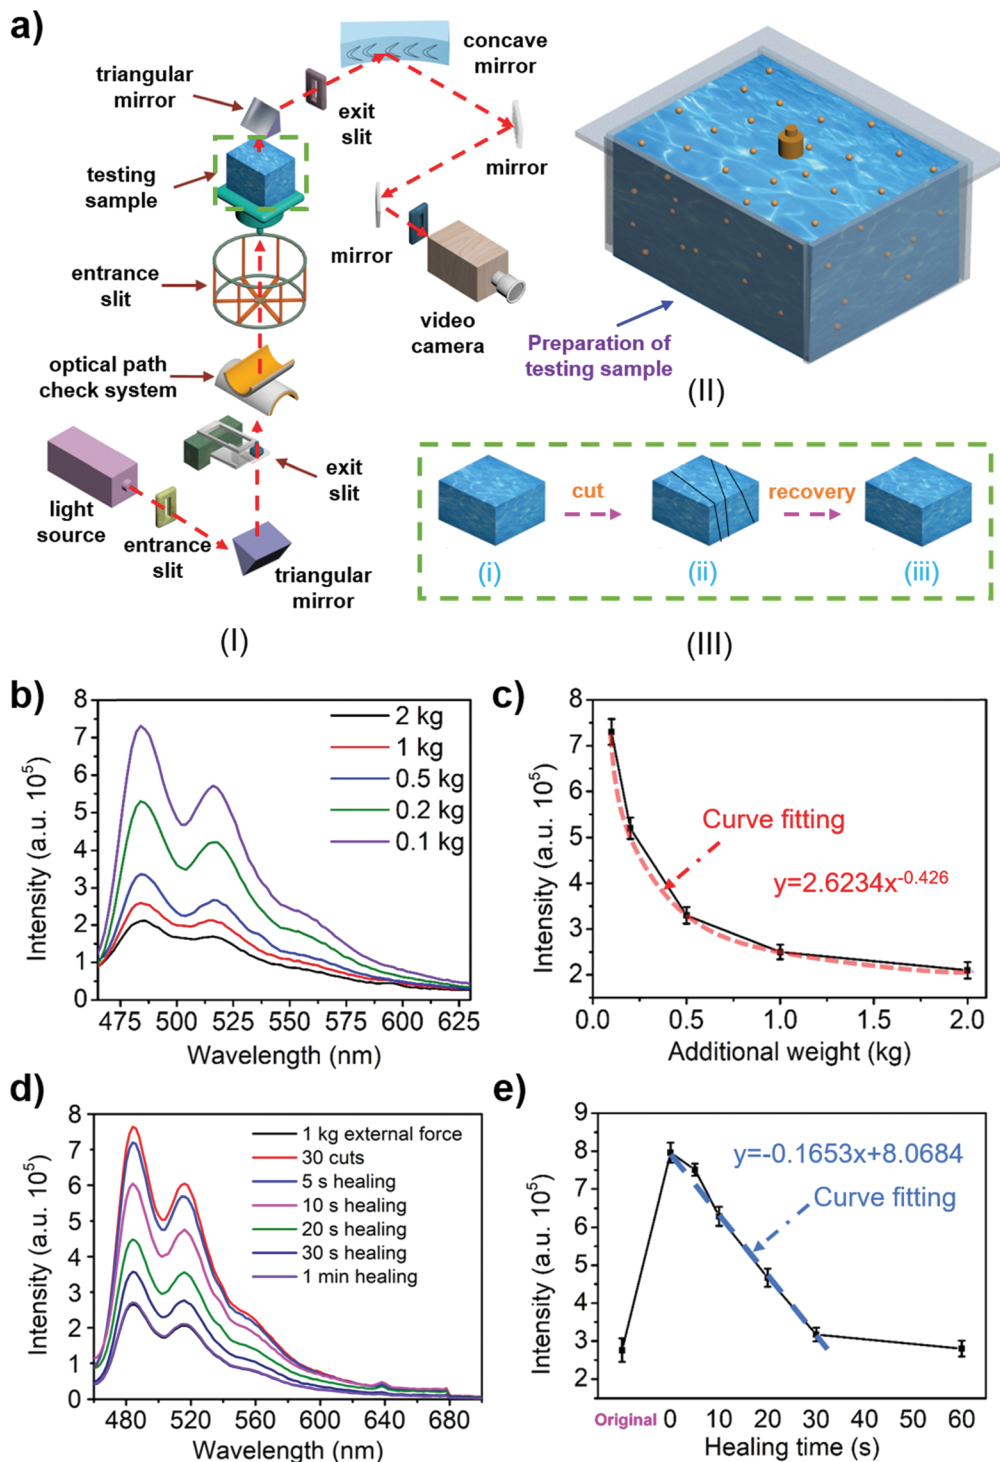 a)
triangular
mirror
exit
slit
concave
mirror
mirror
testing
sample
mirror
entrance
slit
video
camera
optical path
check system
light
source
entrance
slit
exit
slit
triangular
mirror
(I)
Preparation of
testing sample
(II)
cut
recovery
(i)
(ii)
(iii)
(III)
b)
Intensity (a.u. 10⁵)
8
7
6
5
4
3
2
1
0
2 kg
1 kg
0.5 kg
0.2 kg
0.1 kg
475 500 525 550 575 600 625
Wavelength (nm)
c)
Intensity (a.u. 10⁵)
8
7
6
5
4
3
2
Curve fitting
y=2.6234x⁻⁰·⁴²⁶
0.0 0.5 1.0 1.5 2.0
Additional weight (kg)
d)
Intensity (a.u. 10⁵)
8
7
6
5
4
3
2
1
0
1 kg external force
30 cuts
5 s healing
10 s healing
20 s healing
30 s healing
1 min healing
480 520 560 600 640 680
Wavelength (nm)
e)
Intensity (a.u. 10⁵)
9
8
7
6
5
4
3
2
y=-0.1653x+8.0684
Curve fitting
Original 0 10 20 30 40 50 60
Healing time (s)